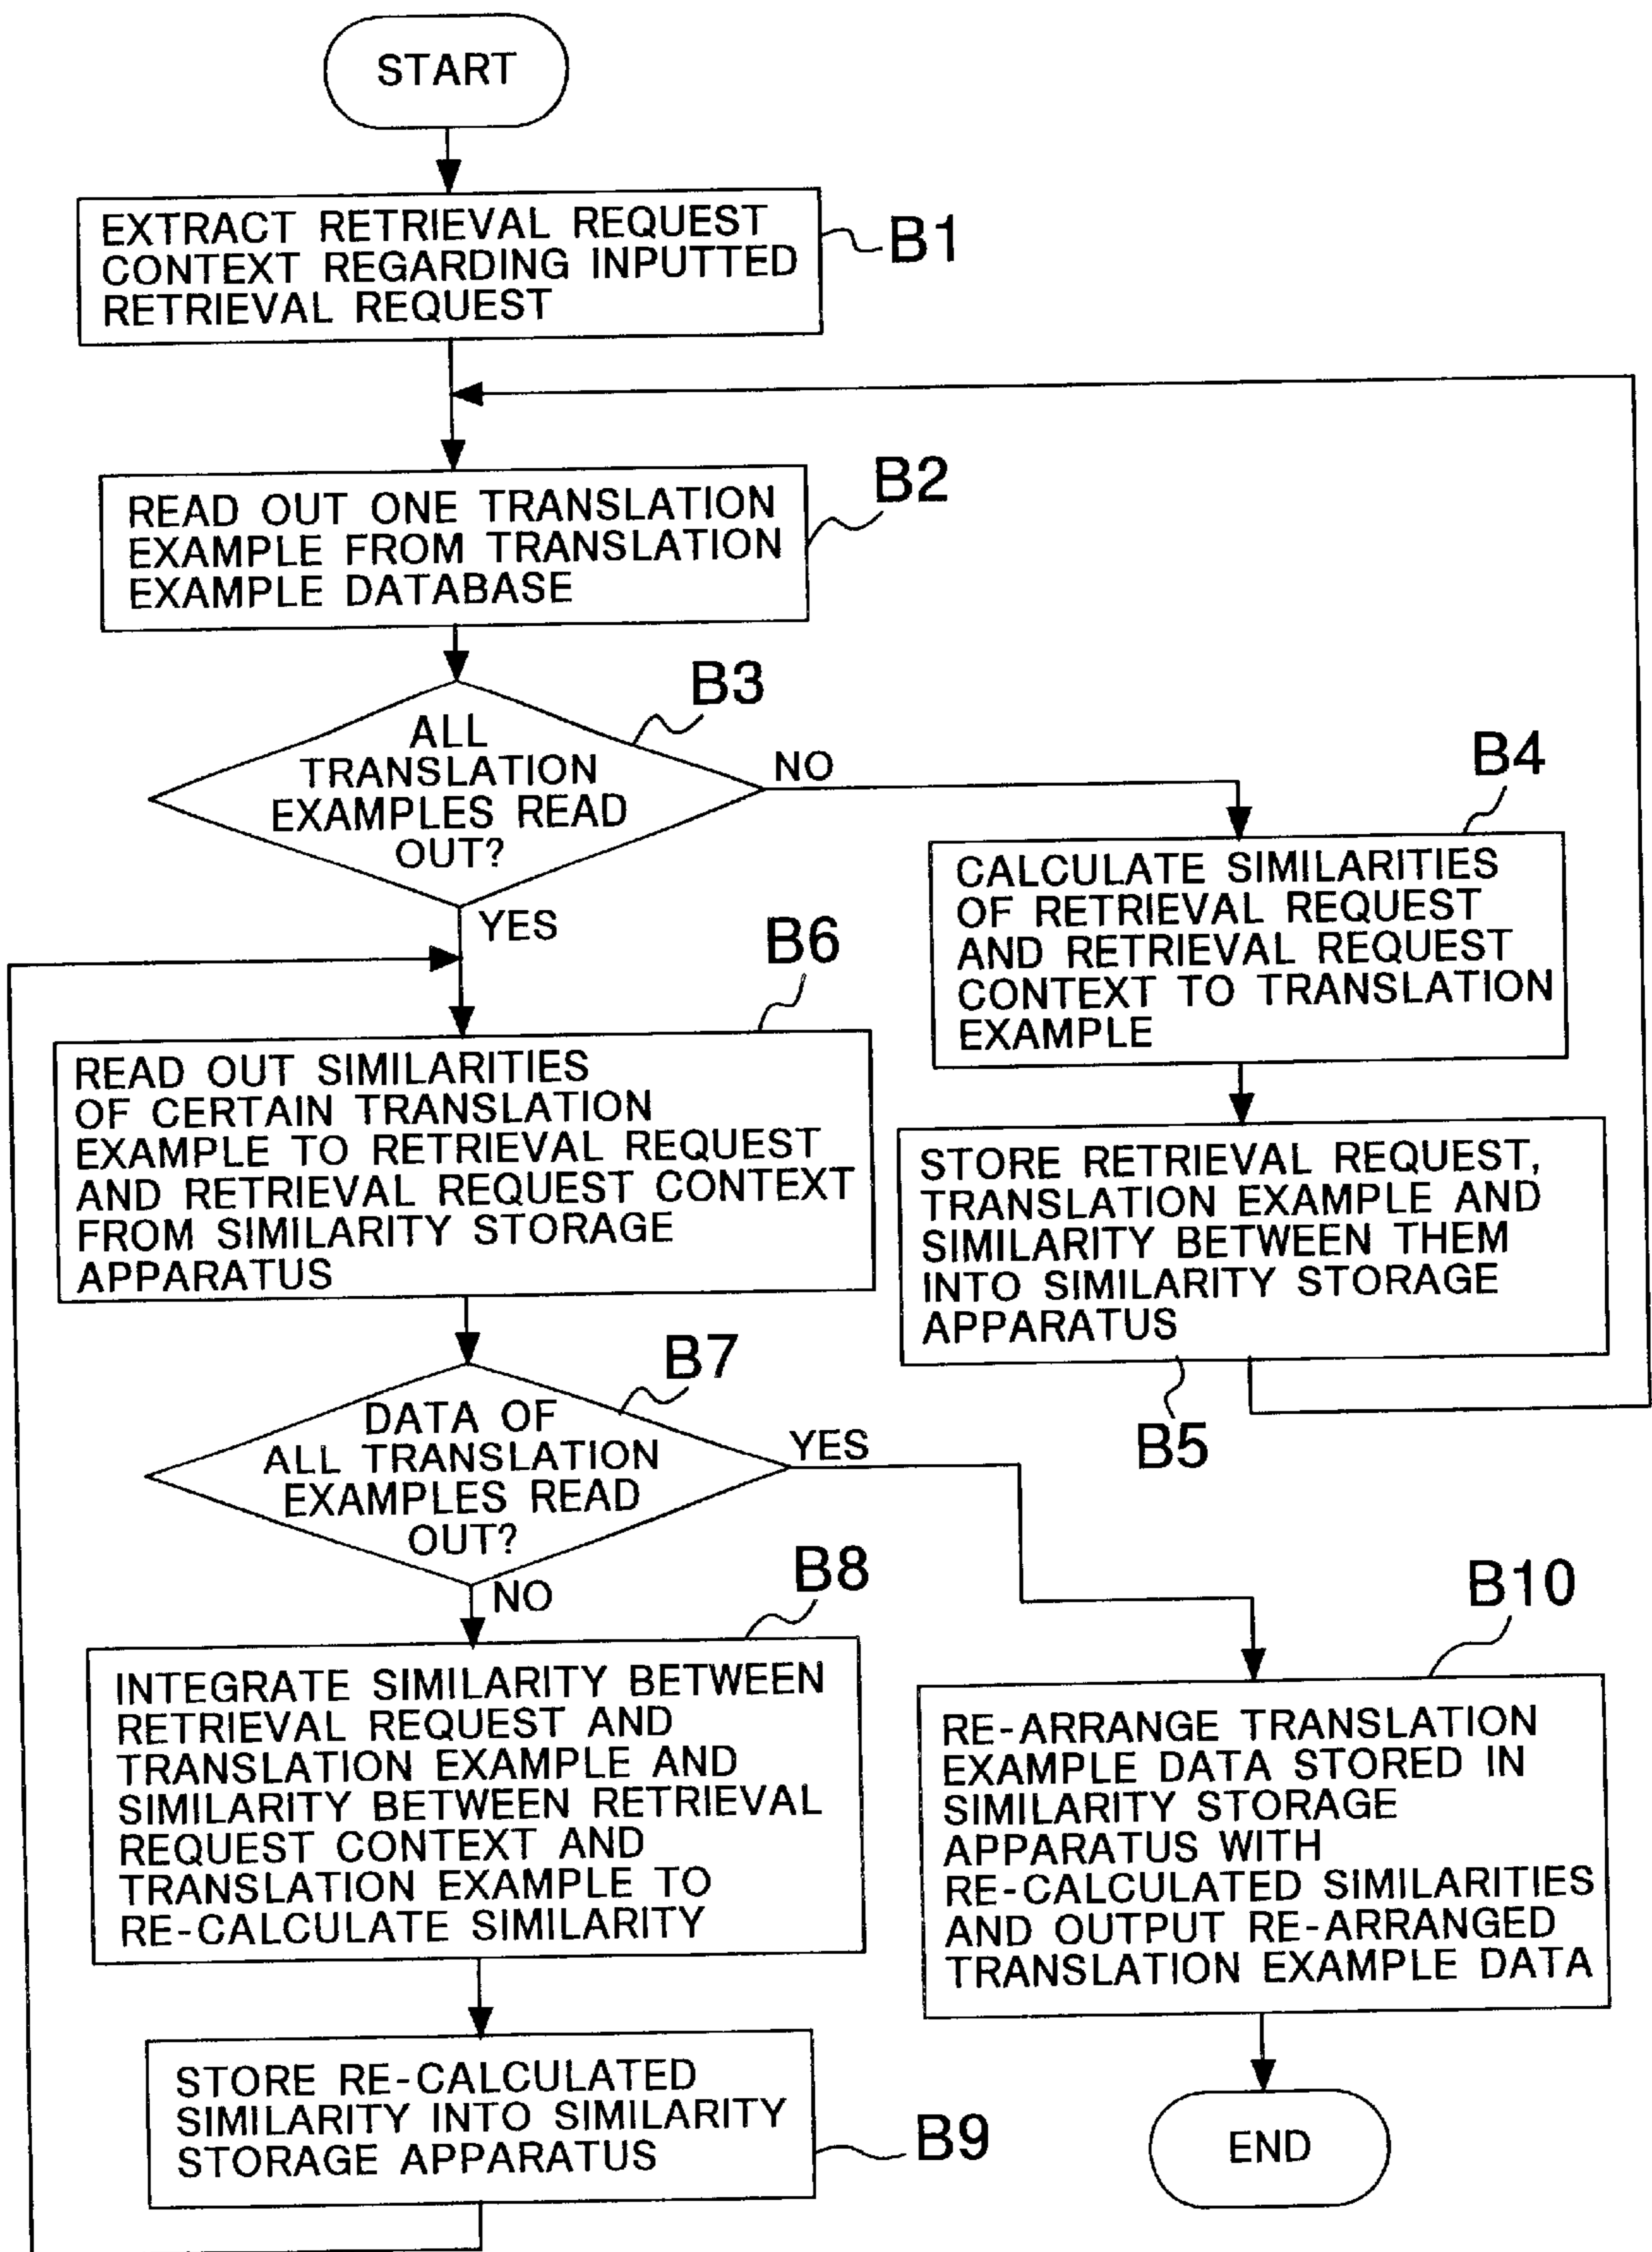 START
EXTRACT RETRIEVAL REQUEST
CONTEXT REGARDING INPUTTED
RETRIEVAL REQUEST
B1
READ OUT ONE TRANSLATION
EXAMPLE FROM TRANSLATION
EXAMPLE DATABASE
B2
ALL
TRANSLATION
EXAMPLES READ
OUT?
B3
NO
YES
CALCULATE SIMILARITIES
OF RETRIEVAL REQUEST
AND RETRIEVAL REQUEST
CONTEXT TO TRANSLATION
EXAMPLE
B4
STORE RETRIEVAL REQUEST,
TRANSLATION EXAMPLE AND
SIMILARITY BETWEEN THEM
INTO SIMILARITY STORAGE
APPARATUS
B5
READ OUT SIMILARITIES
OF CERTAIN TRANSLATION
EXAMPLE TO RETRIEVAL REQUEST
AND RETRIEVAL REQUEST CONTEXT
FROM SIMILARITY STORAGE
APPARATUS
B6
DATA OF
ALL TRANSLATION
EXAMPLES READ
OUT?
B7
YES
NO
INTEGRATE SIMILARITY BETWEEN
RETRIEVAL REQUEST AND
TRANSLATION EXAMPLE AND
SIMILARITY BETWEEN RETRIEVAL
REQUEST CONTEXT AND
TRANSLATION EXAMPLE TO
RE-CALCULATE SIMILARITY
B8
STORE RE-CALCULATED
SIMILARITY INTO SIMILARITY
STORAGE APPARATUS
B9
RE-ARRANGE TRANSLATION
EXAMPLE DATA STORED IN
SIMILARITY STORAGE
APPARATUS WITH
RE-CALCULATED SIMILARITIES
AND OUTPUT RE-ARRANGED
TRANSLATION EXAMPLE DATA
B10
END